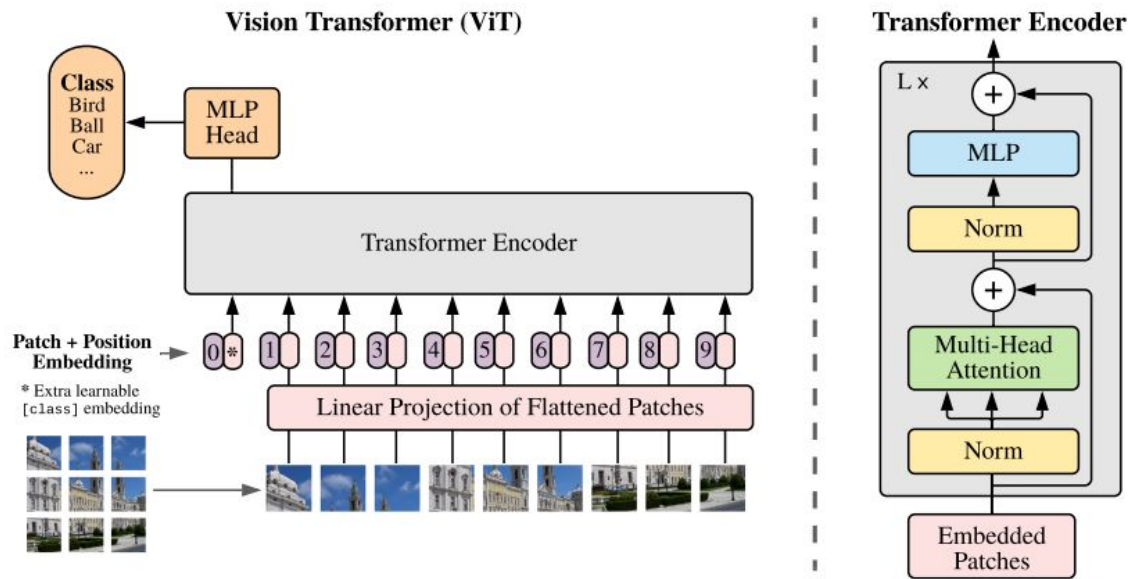 Vision Transformer (ViT)
Class
Bird
Ball
Car
...
MLP
Head
Transformer Encoder
0 * 1 2 3 4 5 6 7 8 9
Patch + Position
Embedding
* Extra learnable
[class] embedding
Linear Projection of Flattened Patches
Transformer Encoder
L ×
+
MLP
Norm
+
Multi-Head
Attention
Norm
Embedded
Patches